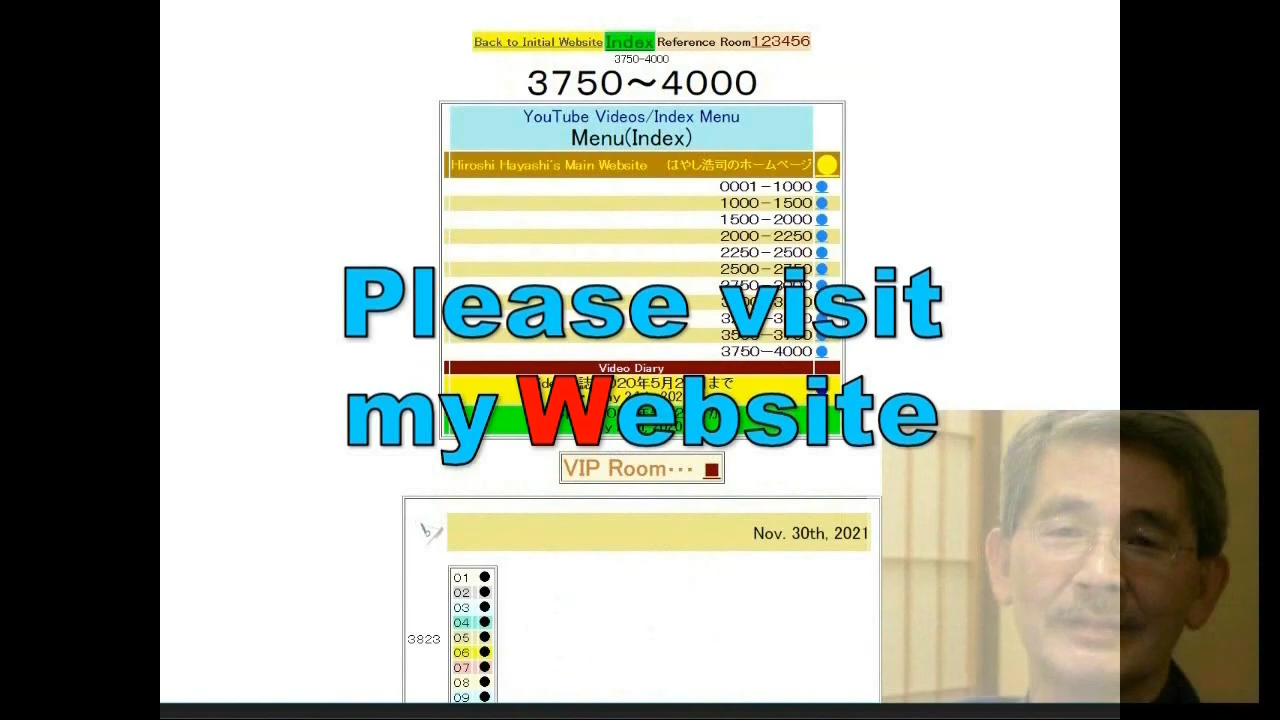 Back to Initial Website Index Reference Room123456
3750-4000
3750～4000
YouTube Videos/Index Menu
Menu(Index)
Hiroshi Hayashi's Main Website はやし浩司のホームページ
0001－1000
1000－1500
1500－2000
2000－2250
2250－2500
Please visit
3750－4000
Video Diary
my Website
VIP Room・・・
Nov. 30th, 2021
01
02
03
04
05
3823
06
07
08
09